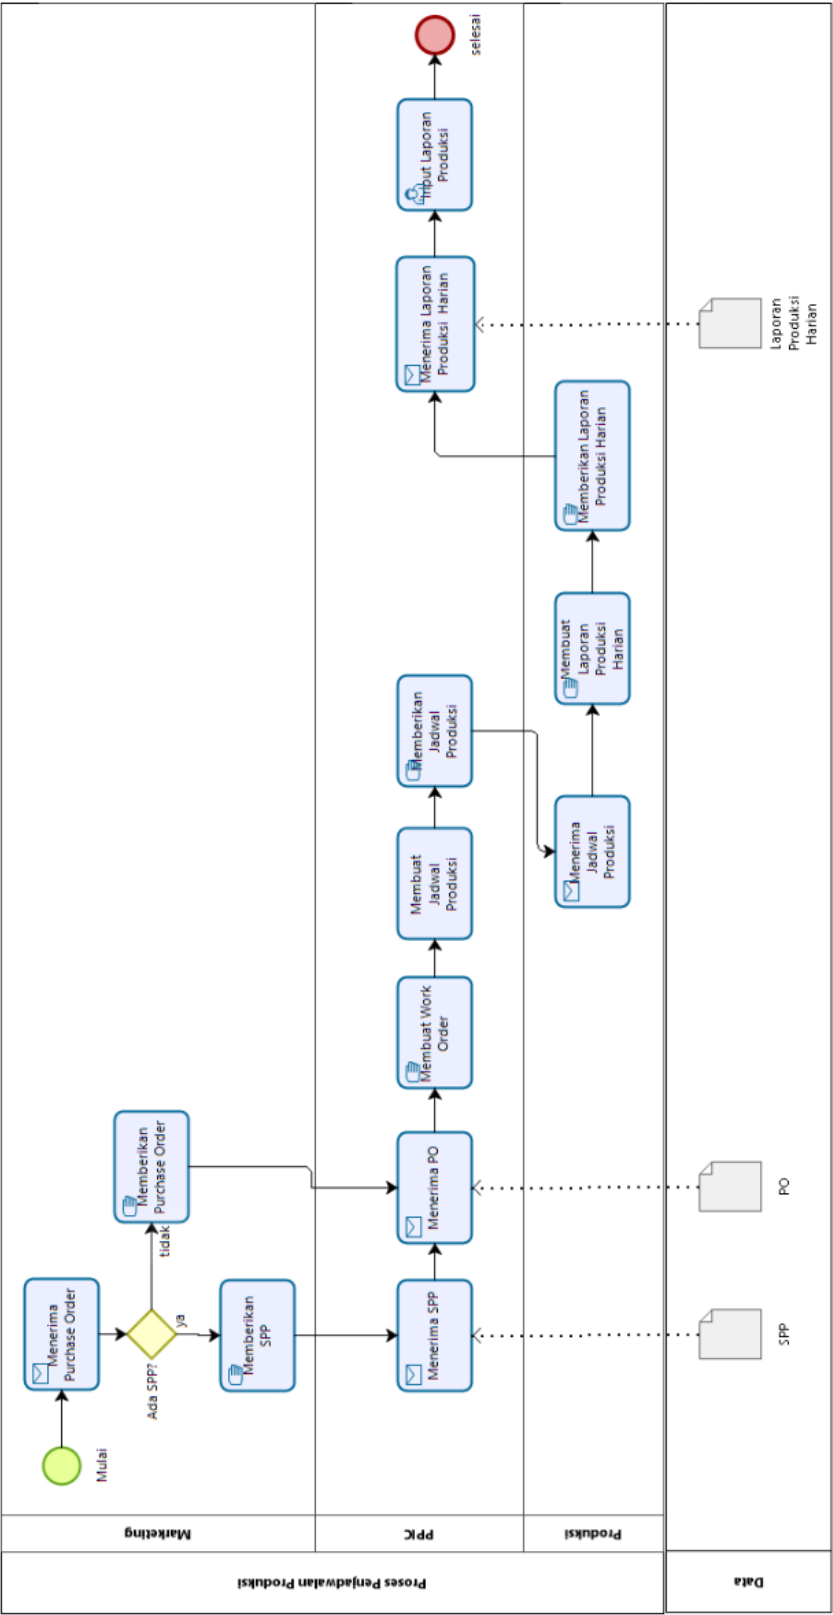 Proses Penjadwalan Produksi
Marketing
Mulai
Menerima
Purchase Order
Ada SPP?
tidak
ya
Memberikan
Purchase Order
Memberikan
SPP
PPIC
Menerima SPP
Menerima PO
Membuat Work
Order
Membuat
Jadwal
Produksi
Memberikan
Jadwal
Produksi
Menerima Laporan
Produksi Harian
Input Laporan
Produksi
selesai
Produksi
Menerima
Jadwal
Produksi
Membuat
Laporan
Produksi
Harian
Memberikan Laporan
Produksi Harian
Data
SPP
PO
Laporan
Produksi
Harian